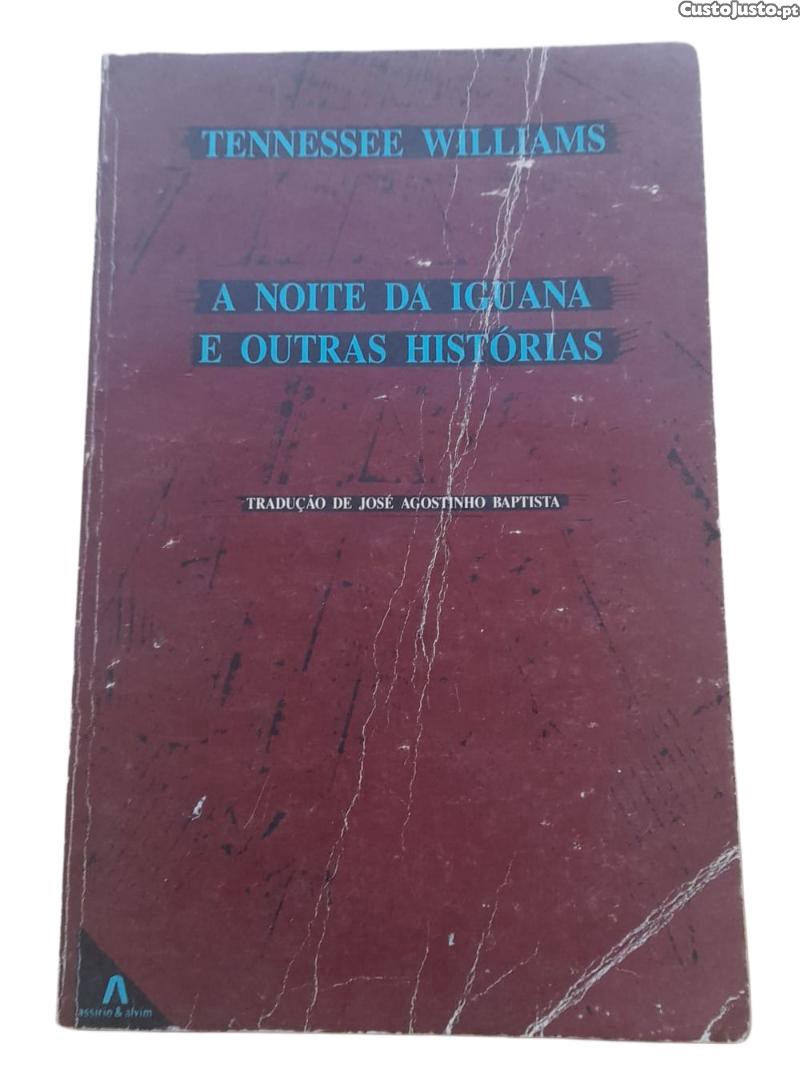 CustoJusto.pt
TENNESSEE WILLIAMS
A NOITE DA IGUANA
E OUTRAS HISTÓRIAS
TRADUÇÃO DE JOSÉ AGOSTINHO BAPTISTA
assírio & alvim